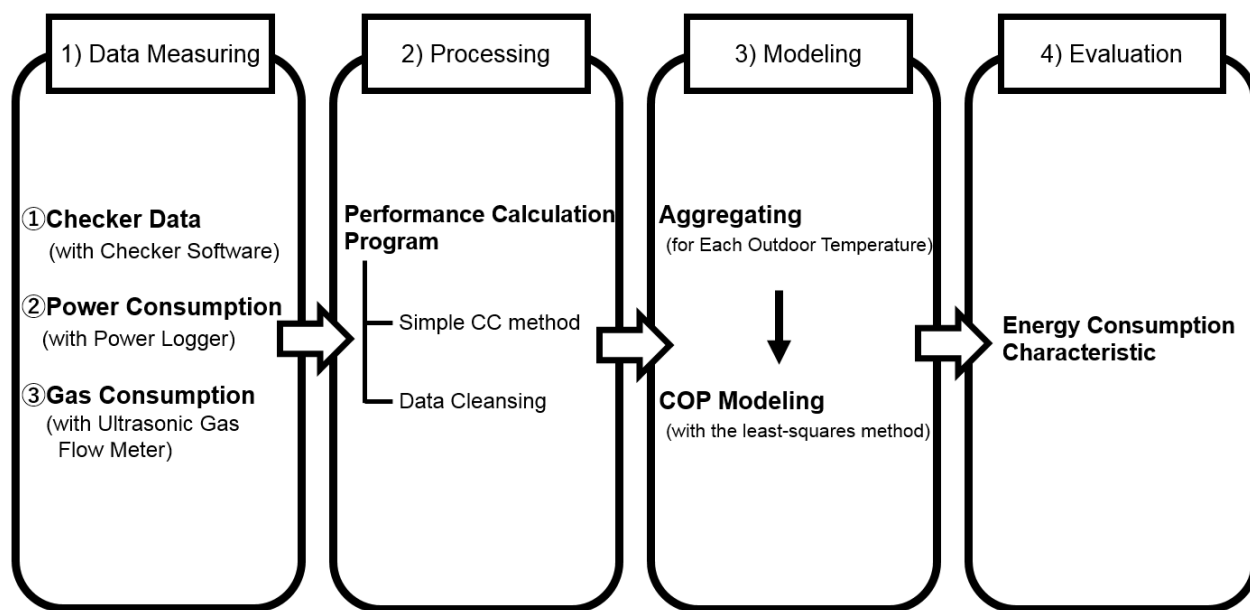 1) Data Measuring
①Checker Data
(with Checker Software)
②Power Consumption
(with Power Logger)
③Gas Consumption
(with Ultrasonic Gas
Flow Meter)
2) Processing
Performance Calculation
Program
Simple CC method
Data Cleansing
3) Modeling
Aggregating
(for Each Outdoor Temperature)
COP Modeling
(with the least-squares method)
4) Evaluation
Energy Consumption
Characteristic